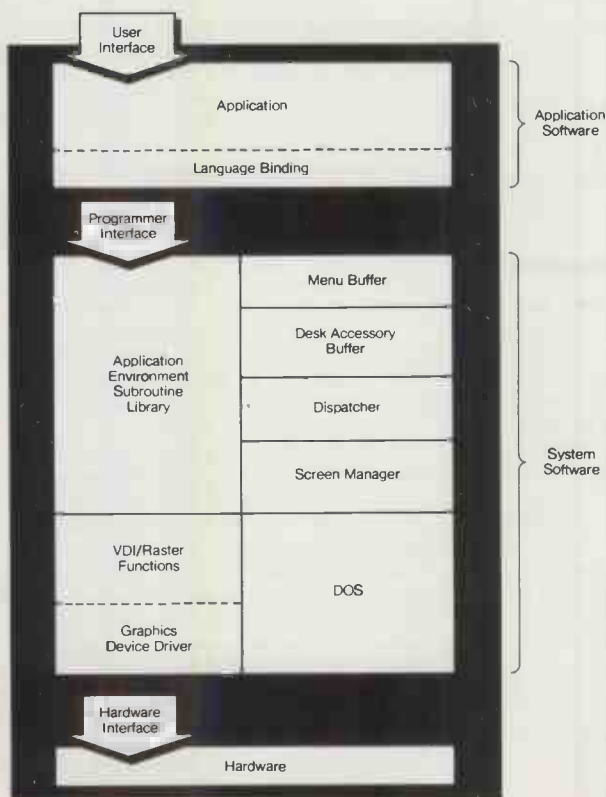 User
Interface
Application
Language Binding
Application
Software
Programmer
Interface
Application
Environment
Subroutine
Library
Menu Buffer
Desk Accessory
Buffer
Dispatcher
Screen Manager
VDI/Raster
Functions
Graphics
Device Driver
DOS
System
Software
Hardware
Interface
Hardware